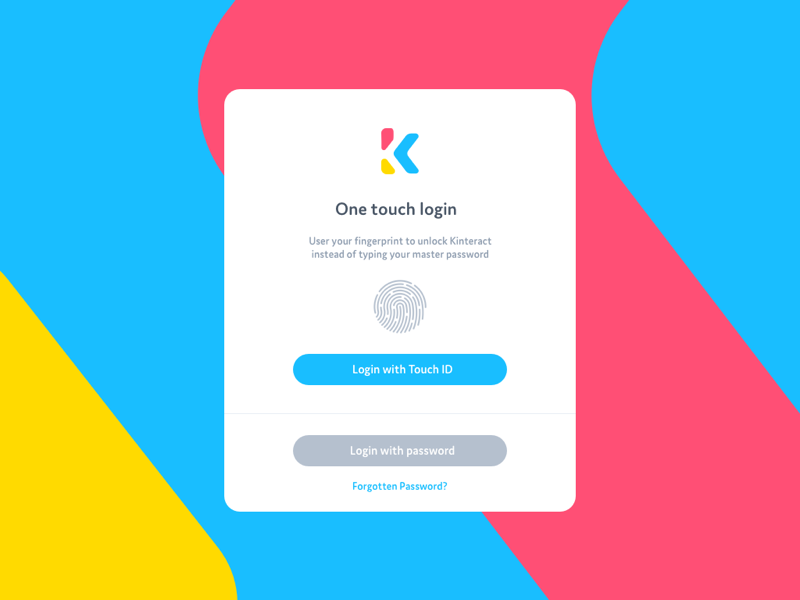 One touch login
User your fingerprint to unlock Kinteract
instead of typing your master password
Login with Touch ID
Login with password
Forgotten Password?